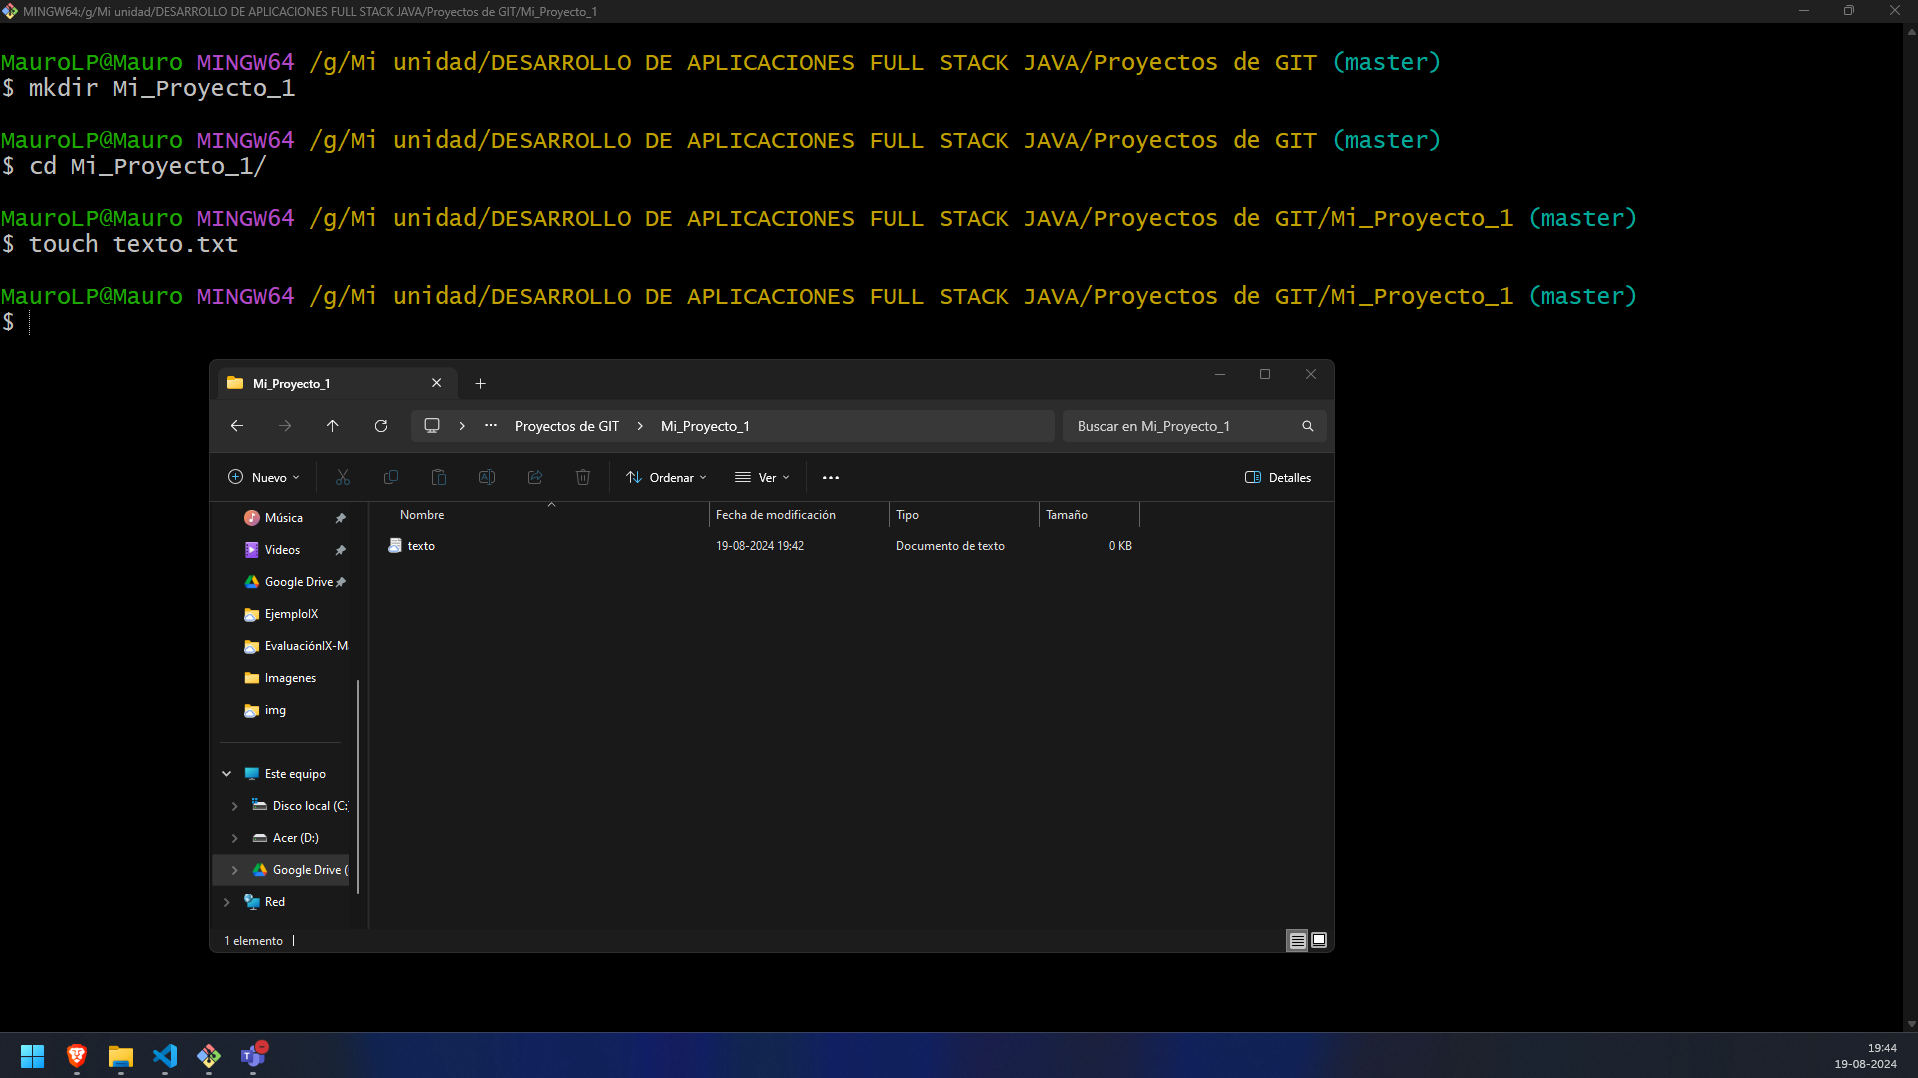 MINGW64:/g/Mi unidad/DESARROLLO DE APLICACIONES FULL STACK JAVA/Proyectos de GIT/Mi_Proyecto_1
MauroLP@Mauro MINGW64 /g/Mi unidad/DESARROLLO DE APLICACIONES FULL STACK JAVA/Proyectos de GIT (master)
$ mkdir Mi_Proyecto_1
MauroLP@Mauro MINGW64 /g/Mi unidad/DESARROLLO DE APLICACIONES FULL STACK JAVA/Proyectos de GIT (master)
$ cd Mi_Proyecto_1/
MauroLP@Mauro MINGW64 /g/Mi unidad/DESARROLLO DE APLICACIONES FULL STACK JAVA/Proyectos de GIT/Mi_Proyecto_1 (master)
$ touch texto.txt
MauroLP@Mauro MINGW64 /g/Mi unidad/DESARROLLO DE APLICACIONES FULL STACK JAVA/Proyectos de GIT/Mi_Proyecto_1 (master)
$
Mi_Proyecto_1
Proyectos de GIT > Mi_Proyecto_1
Buscar en Mi_Proyecto_1
Nuevo
Ordenar
Ver
Detalles
Nombre Fecha de modificación Tipo Tamaño
texto 19-08-2024 19:42 Documento de texto 0 KB
Música
Videos
Google Drive
EjemploIX
EvaluaciónIX-M
Imagenes
img
Este equipo
Disco local (C:
Acer (D:)
Google Drive (
Red
1 elemento
19:44
19-08-2024